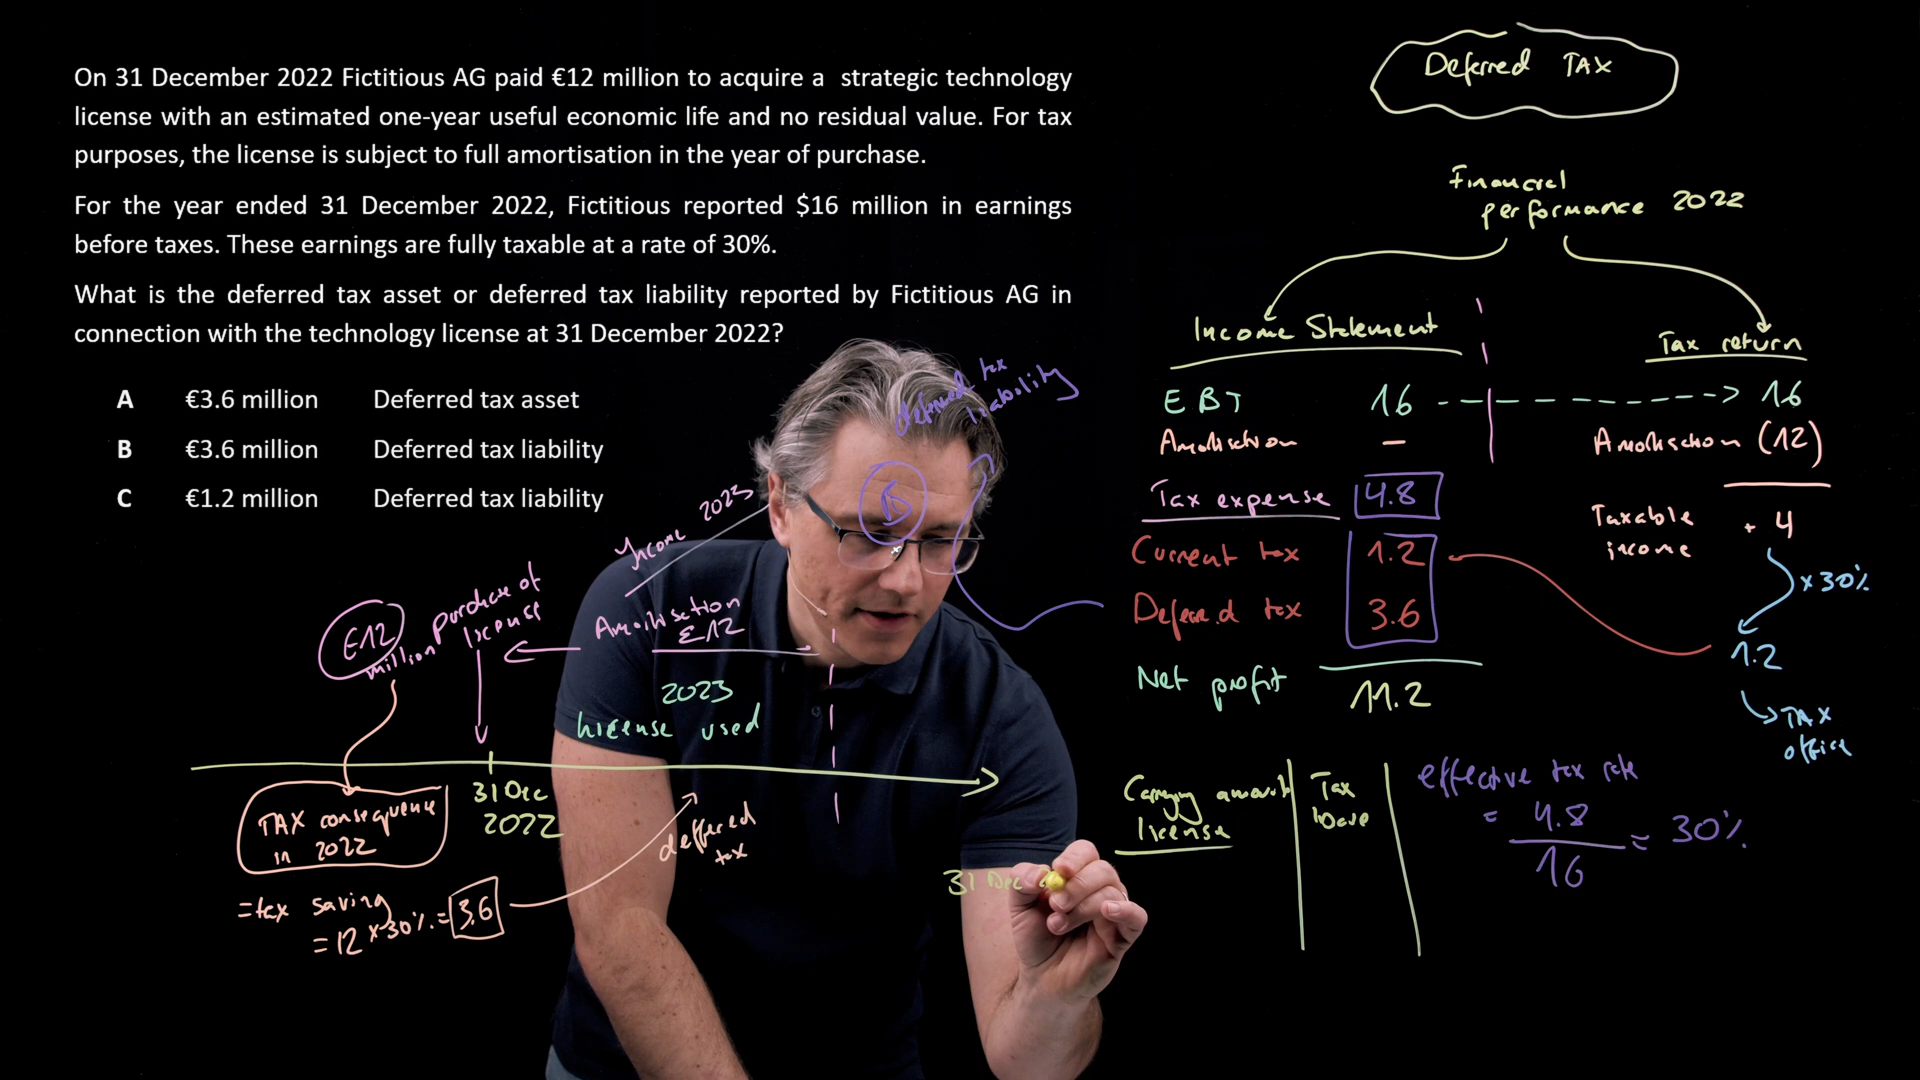 On 31 December 2022 Fictitious AG paid €12 million to acquire a strategic technology
license with an estimated one-year useful economic life and no residual value. For tax
purposes, the license is subject to full amortisation in the year of purchase.
For the year ended 31 December 2022, Fictitious reported $16 million in earnings
before taxes. These earnings are fully taxable at a rate of 30%.
What is the deferred tax asset or deferred tax liability reported by Fictitious AG in
connection with the technology license at 31 December 2022?
A €3.6 million Deferred tax asset
B €3.6 million Deferred tax liability
C €1.2 million Deferred tax liability
Deferred TAX
Financial
performance 2022
Income Statement
Tax return
EBT 16 16
Amortisation – Amortisation (12)
Tax expense 4.8
Taxable + 4
income
Current tax 1.2
x30%
Deferred tax 3.6
1.2
Net profit 11.2
TAX
office
Deferred tax
liability
B
Income 2023
€12
million
purchase of
license
Amortisation
€12
2023
license used
31 Dec
2022
TAX consequence
in 2022
= tax saving
= 12 x 30% = 3.6
deffered
tax
Carrying amount
license
Tax
base
31 Dec
effective tax rate
= 4.8
16
= 30%